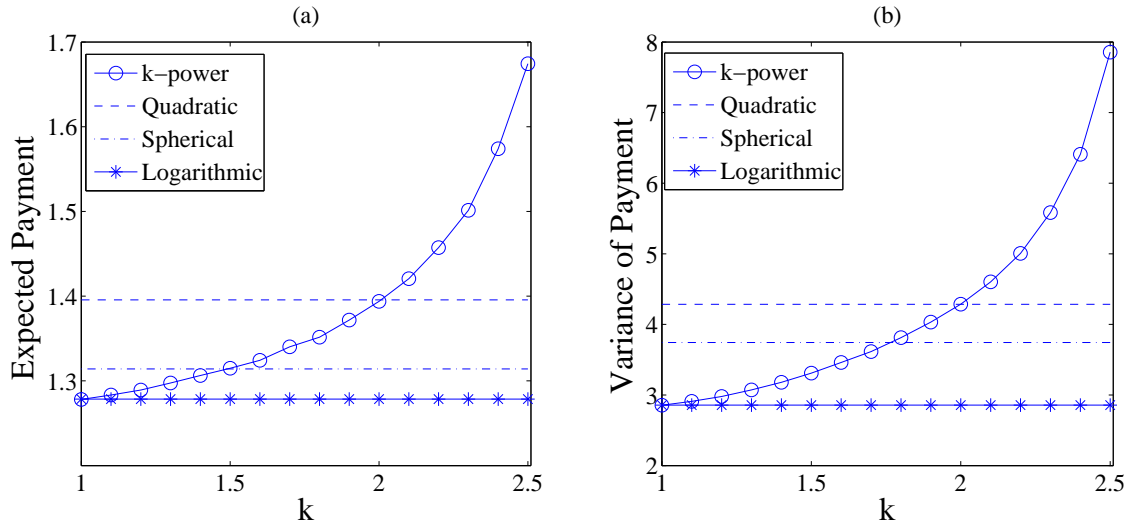 (a)
1.7
1.6
1.5
1.4
1.3
Expected Payment
k-power
Quadratic
Spherical
Logarithmic
1
1.5
2
2.5
k
(b)
8
7
6
5
4
3
2
Variance of Payment
k-power
Quadratic
Spherical
Logarithmic
1
1.5
2
2.5
k